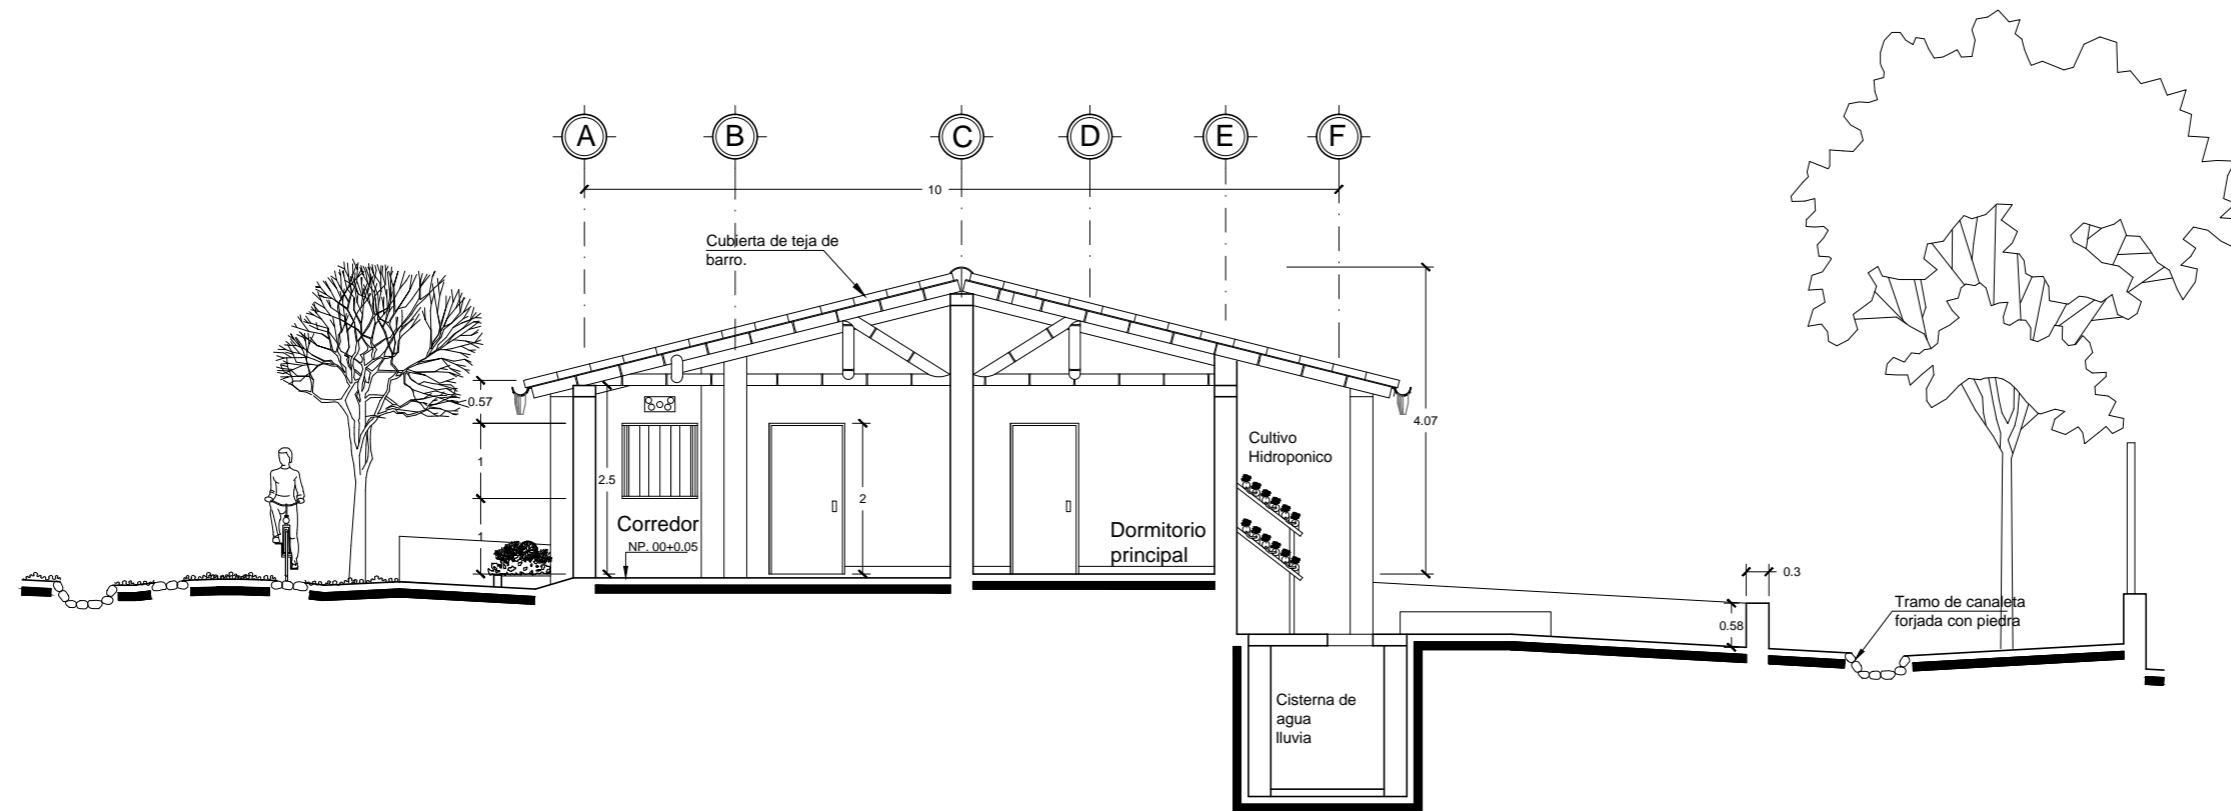 A
B
C
D
E
F
10
Cubierta de teja de
barro.
0.57
4.07
1
2.5
2
Cultivo
Hidroponico
Corredor
NP. 00+0.05
1
Dormitorio
principal
0.3
0.58
Tramo de canaleta
forjada con piedra
Cisterna de
agua
lluvia